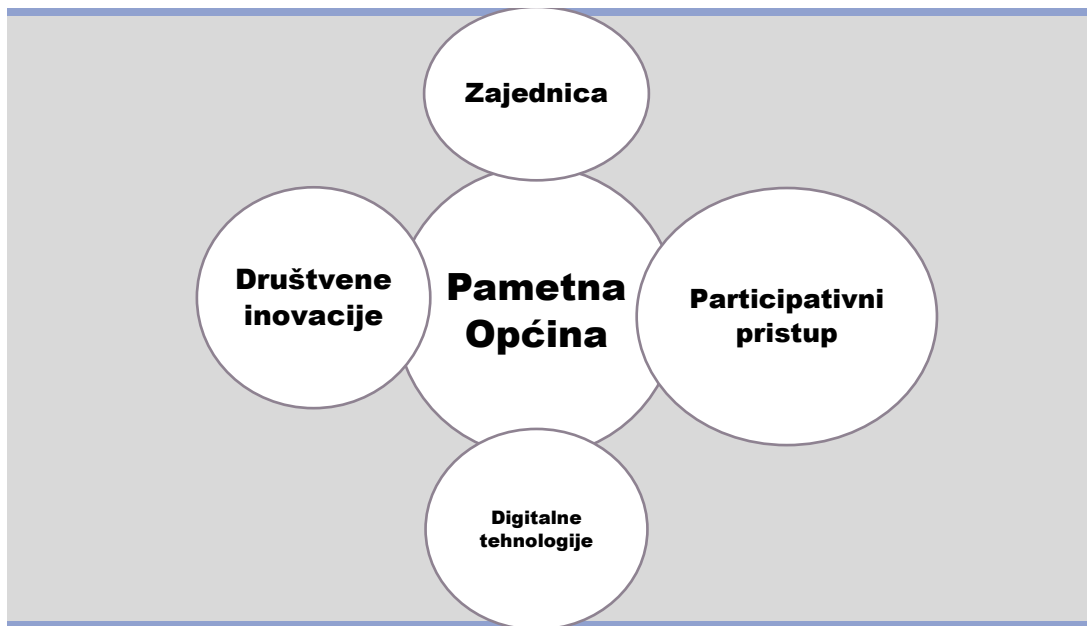 Zajednica
Društvene
inovacije
Pametna
Općina
Participativni
pristup
Digitalne
tehnologije